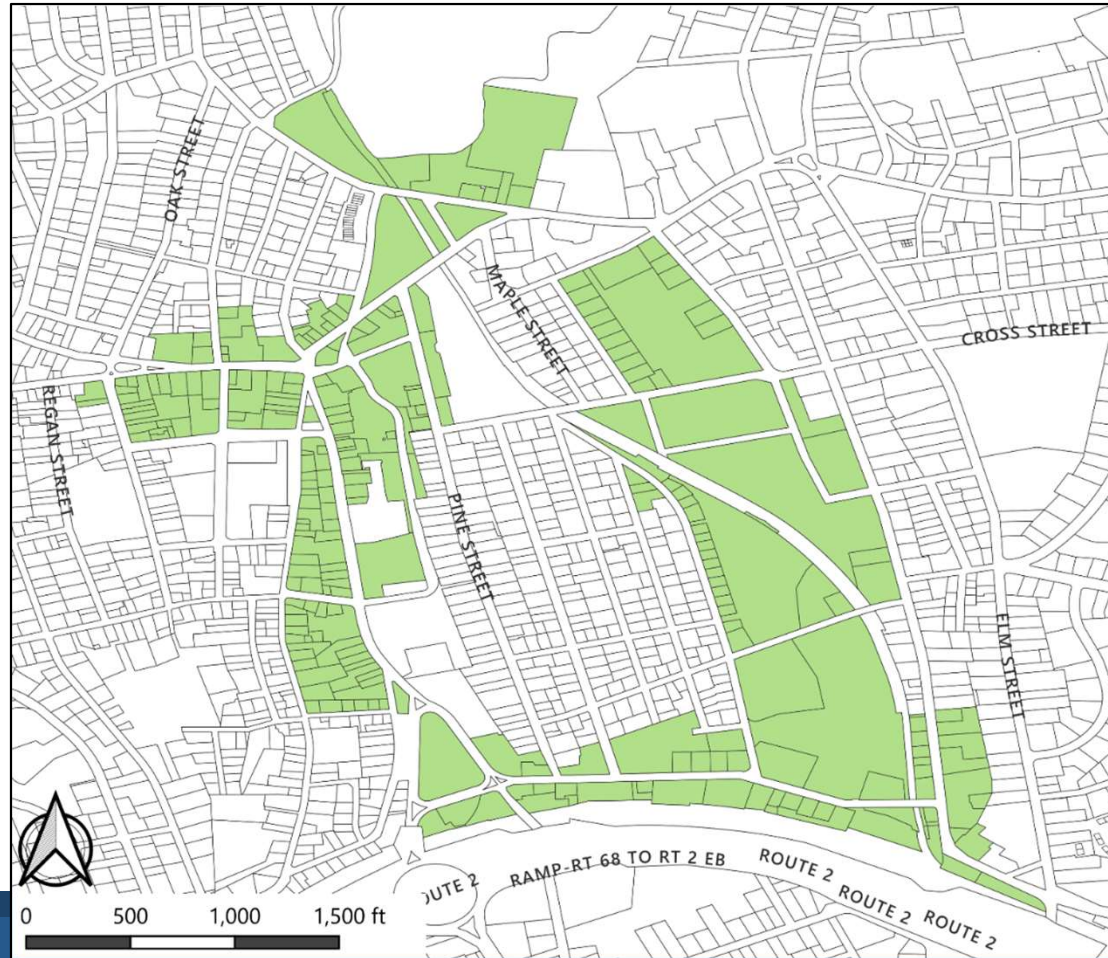 OAK STREET
MAPLE STREET
CROSS STREET
REGAN STREET
PINE STREET
ELM STREET
RAMP-RT 68 TO RT 2 EB
ROUTE 2
ROUTE 2
ROUTE 2
OUTE 2
0 500 1,000 1,500 ft